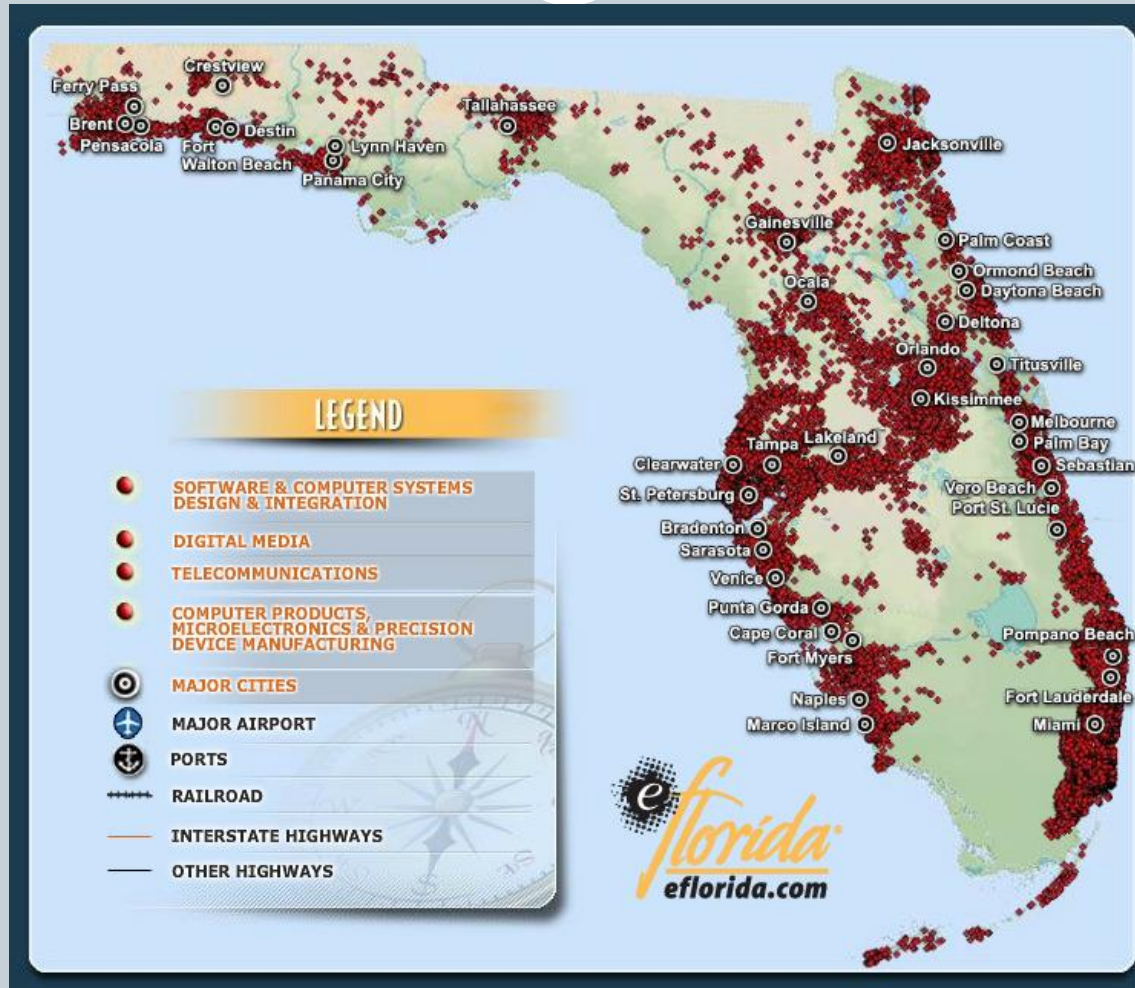 Crestview
Ferry Pass
Brent
Pensacola
Fort
Walton Beach
Destin
Lynn Haven
Panama City
Tallahassee
Jacksonville
Gainesville
Palm Coast
Ormond Beach
Ocala
Daytona Beach
Deltona
Orlando
Titusville
Kissimmee
Melbourne
Tampa
Lakeland
Palm Bay
Clearwater
Sebastian
St. Petersburg
Vero Beach
Port St. Lucie
Bradenton
Sarasota
Venice
Punta Gorda
Cape Coral
Pompano Beach
Fort Myers
Naples
Fort Lauderdale
Marco Island
Miami
LEGEND
SOFTWARE & COMPUTER SYSTEMS
DESIGN & INTEGRATION
DIGITAL MEDIA
TELECOMMUNICATIONS
COMPUTER PRODUCTS,
MICROELECTRONICS & PRECISION
DEVICE MANUFACTURING
MAJOR CITIES
MAJOR AIRPORT
PORTS
RAILROAD
INTERSTATE HIGHWAYS
OTHER HIGHWAYS
N
W
S
SE
e florida
eflorida.com